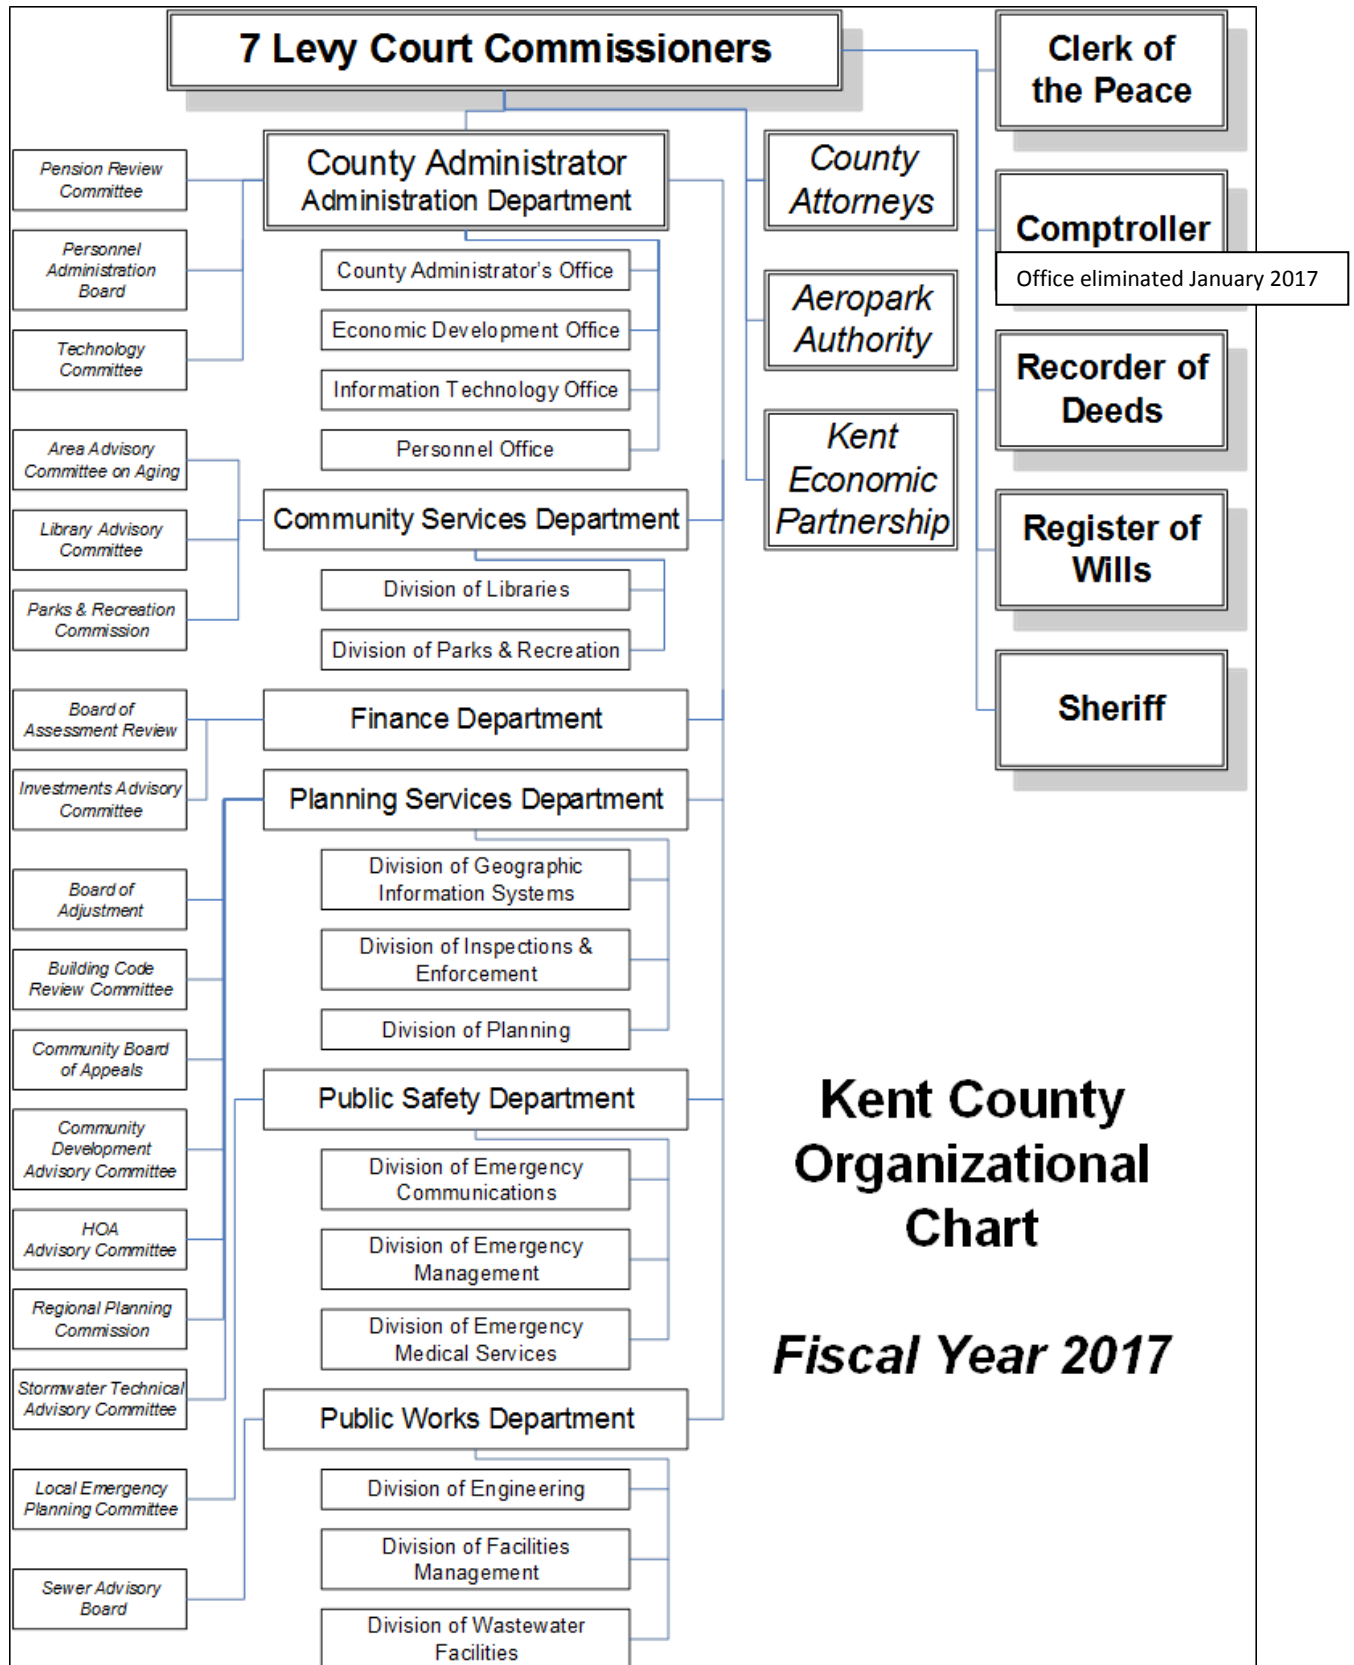 7 Levy Court Commissioners
Clerk of
the Peace
County Administrator
Administration Department
County
Attorneys
Comptroller
Office eliminated January 2017
Pension Review
Committee
Personnel
Administration
Board
Technology
Committee
County Administrator's Office
Economic Development Office
Information Technology Office
Personnel Office
Aeropark
Authority
Kent
Economic
Partnership
Recorder of
Deeds
Register of
Wills
Sheriff
Area Advisory
Committee on Aging
Library Advisory
Committee
Parks & Recreation
Commission
Community Services Department
Division of Libraries
Division of Parks & Recreation
Board of
Assessment Review
Investments Advisory
Committee
Finance Department
Planning Services Department
Division of Geographic
Information Systems
Division of Inspections &
Enforcement
Division of Planning
Board of
Adjustment
Building Code
Review Committee
Community Board
of Appeals
Community
Development
Advisory Committee
HOA
Advisory Committee
Regional Planning
Commission
Stormwater Technical
Advisory Committee
Public Safety Department
Division of Emergency
Communications
Division of Emergency
Management
Division of Emergency
Medical Services
Local Emergency
Planning Committee
Sewer Advisory
Board
Public Works Department
Division of Engineering
Division of Facilities
Management
Division of Wastewater
Facilities
Kent County
Organizational
Chart
Fiscal Year 2017